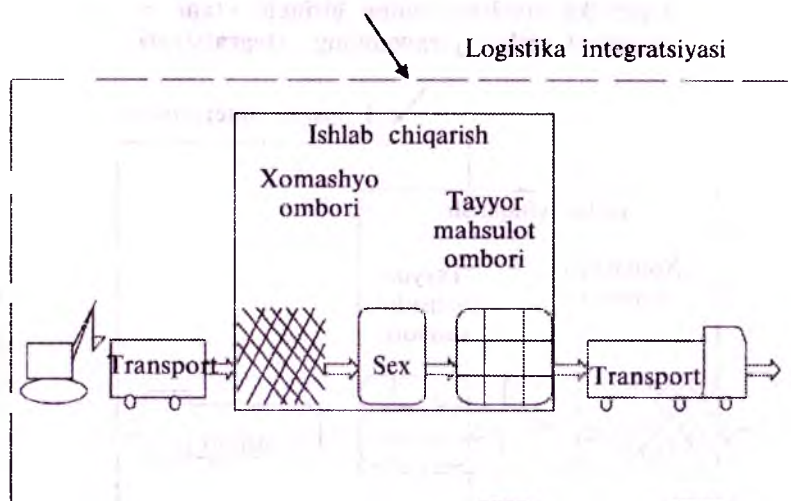 Logistika integratsiyasi
Ishlab chiqarish
Xomashyo
ombori
Tayyor
mahsulot
ombori
Transport
Sex
Transport